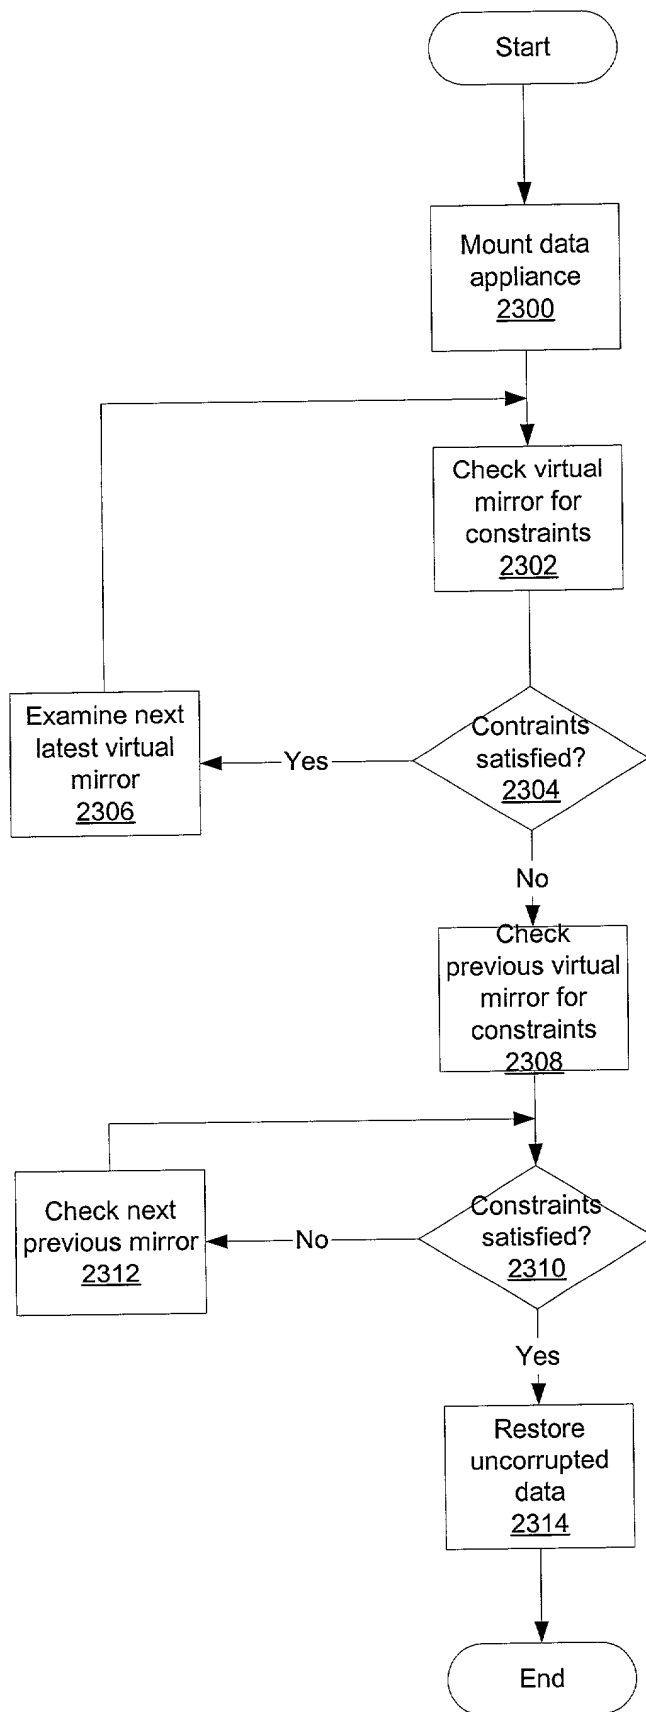 Start
Mount data
appliance
2300
Check virtual
mirror for
constraints
2302
Contraints
satisfied?
2304
Yes
Examine next
latest virtual
mirror
2306
No
Check
previous virtual
mirror for
constraints
2308
Constraints
satisfied?
2310
No
Check next
previous mirror
2312
Yes
Restore
uncorrupted
data
2314
End